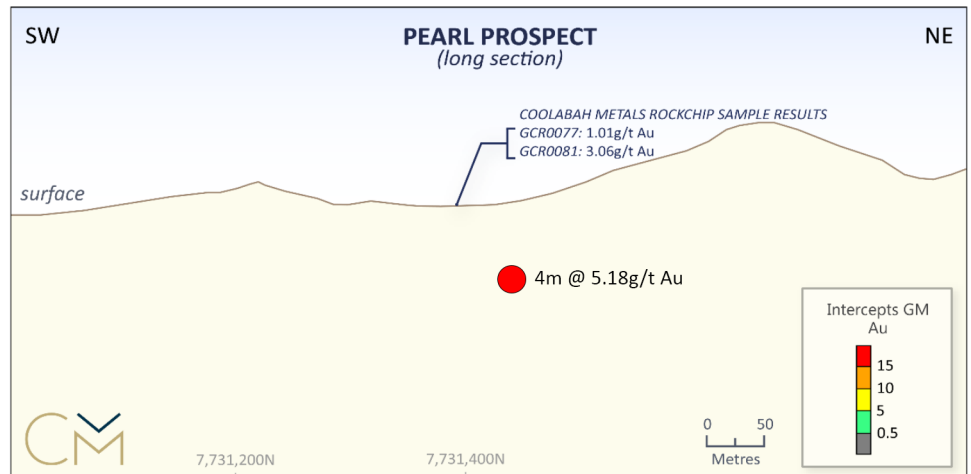 SW
PEARL PROSPECT
NE
(long section)
COOLABAH METALS ROCKCHIP SAMPLE RESULTS
GCR0077: 1.01g/t Au
GCR0081: 3.06g/t Au
surface
4m @ 5.18g/t Au
Intercepts GM
Au
15
10
5
0.5
CM
0 50
Metres
7,731,200N
7,731,400N